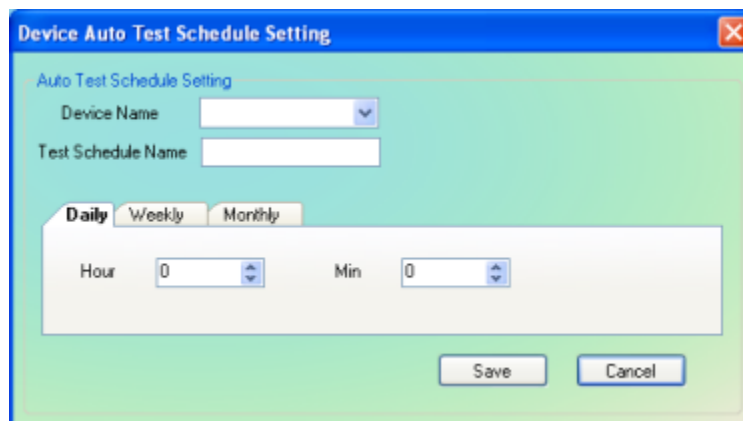 Device Auto Test Schedule Setting
Auto Test Schedule Setting
Device Name
Test Schedule Name
Daily Weekly Monthly
Hour 0 Min 0
Save Cancel